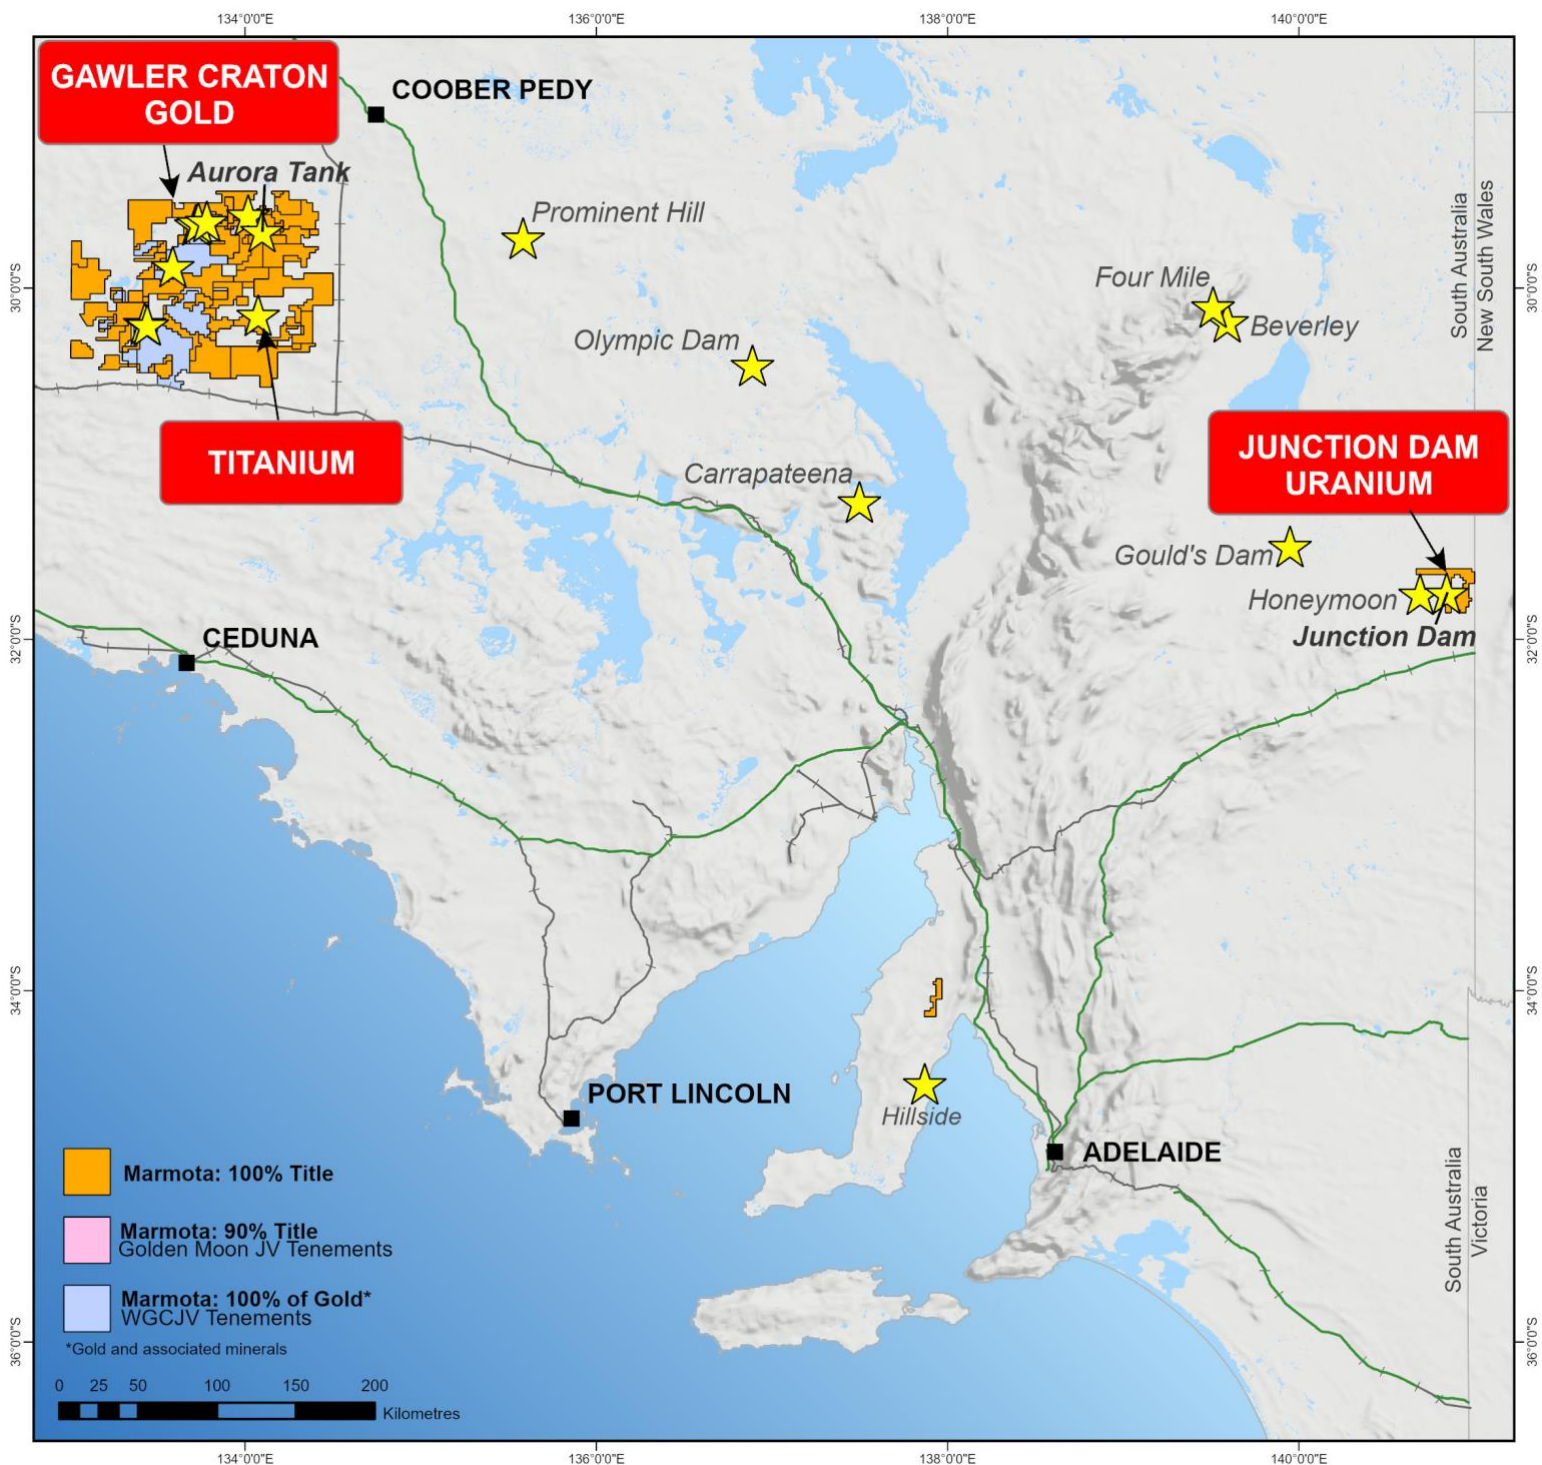 134°0'0"E
136°0'0"E
138°0'0"E
140°0'0"E
GAWLER CRATON
GOLD
COOBER PEDY
Aurora Tank
Prominent Hill
South Australia
New South Wales
Four Mile
30°0'0"S
30°0'0"S
Beverley
Olympic Dam
TITANIUM
JUNCTION DAM
URANIUM
Carrapateena
Gould's Dam
Honeymoon
Junction Dam
CEDUNA
32°0'0"S
32°0'0"S
34°0'0"S
34°0'0"S
PORT LINCOLN
Hillside
ADELAIDE
South Australia
Victoria
Marmota: 100% Title
Marmota: 90% Title
Golden Moon JV Tenements
Marmota: 100% of Gold*
WGCJV Tenements
*Gold and associated minerals
36°0'0"S
36°0'0"S
0 25 50 100 150 200
Kilometres
134°0'0"E
136°0'0"E
138°0'0"E
140°0'0"E